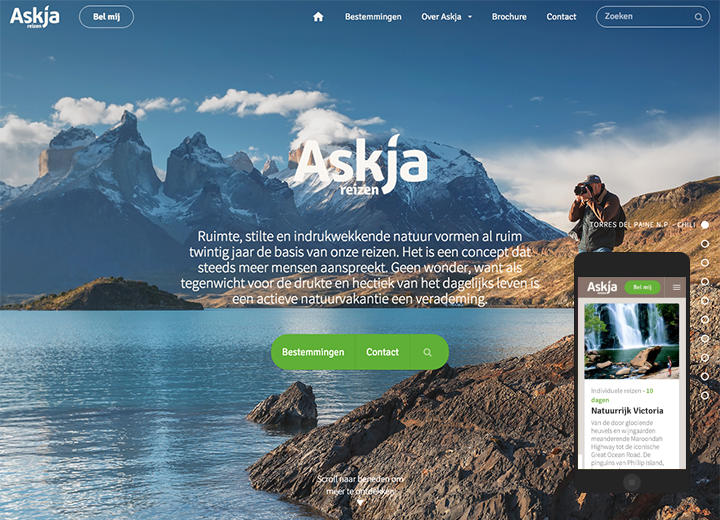 Askja
reizen
Bel mij
Bestemmingen
Over Askja
Brochure
Contact
Zoeken
Askja
reizen
TORRES DEL PAINE N.P. - CHILI
Ruimte, stilte en indrukwekkende natuur vormen al ruim
twintig jaar de basis van onze reizen. Het is een concept dat
steeds meer mensen aanspreekt. Geen wonder, want als
tegenwicht voor de drukte en hectiek van het dagelijks leven is
een actieve natuurvakantie een verademing.
Bestemmingen
Contact
Askja
reizen
Bel mij
Individuele reizen - 10
dagen
Natuurrijk Victoria
Van de door glooiende
heuvels en wijngaarden
meanderende Maroondah
Highway tot de iconische
Great Ocean Road. De
pinguïns van Phillip Island,
Scroll naar beneden om
meer te ontdekken